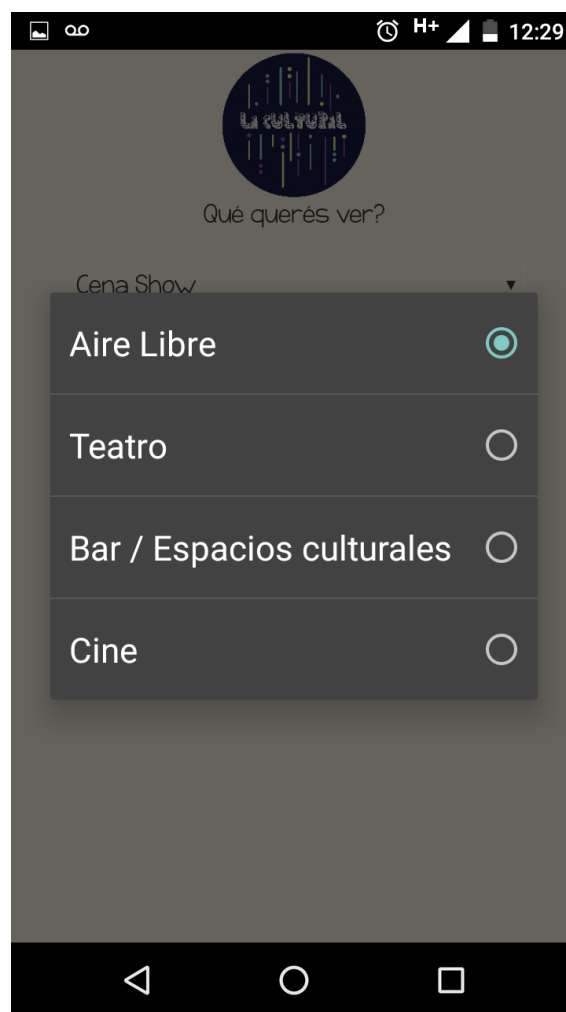 H+ 12:29
LA CULTURAL
Qué querés ver?
Cena Show
Aire Libre
Teatro
Bar / Espacios culturales
Cine